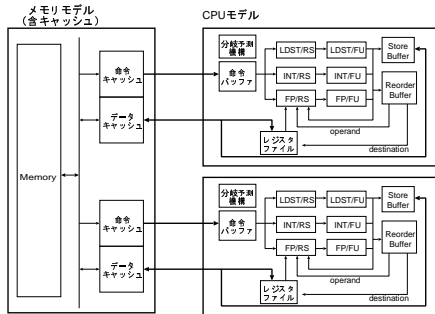 メモリモデル
(含キャッシュ)
Memory
命令
キャッシュ
データ
キャッシュ
命令
キャッシュ
データ
キャッシュ
CPUモデル
分岐予測
機構
命令
バッファ
LDST/RS
LDST/FU
INT/RS
INT/FU
FP/RS
FP/FU
Store
Buffer
Reorder
Buffer
operand
レジスタ
ファイル
destination
分岐予測
機構
命令
バッファ
LDST/RS
LDST/FU
INT/RS
INT/FU
FP/RS
FP/FU
Store
Buffer
Reorder
Buffer
operand
レジスタ
ファイル
destination